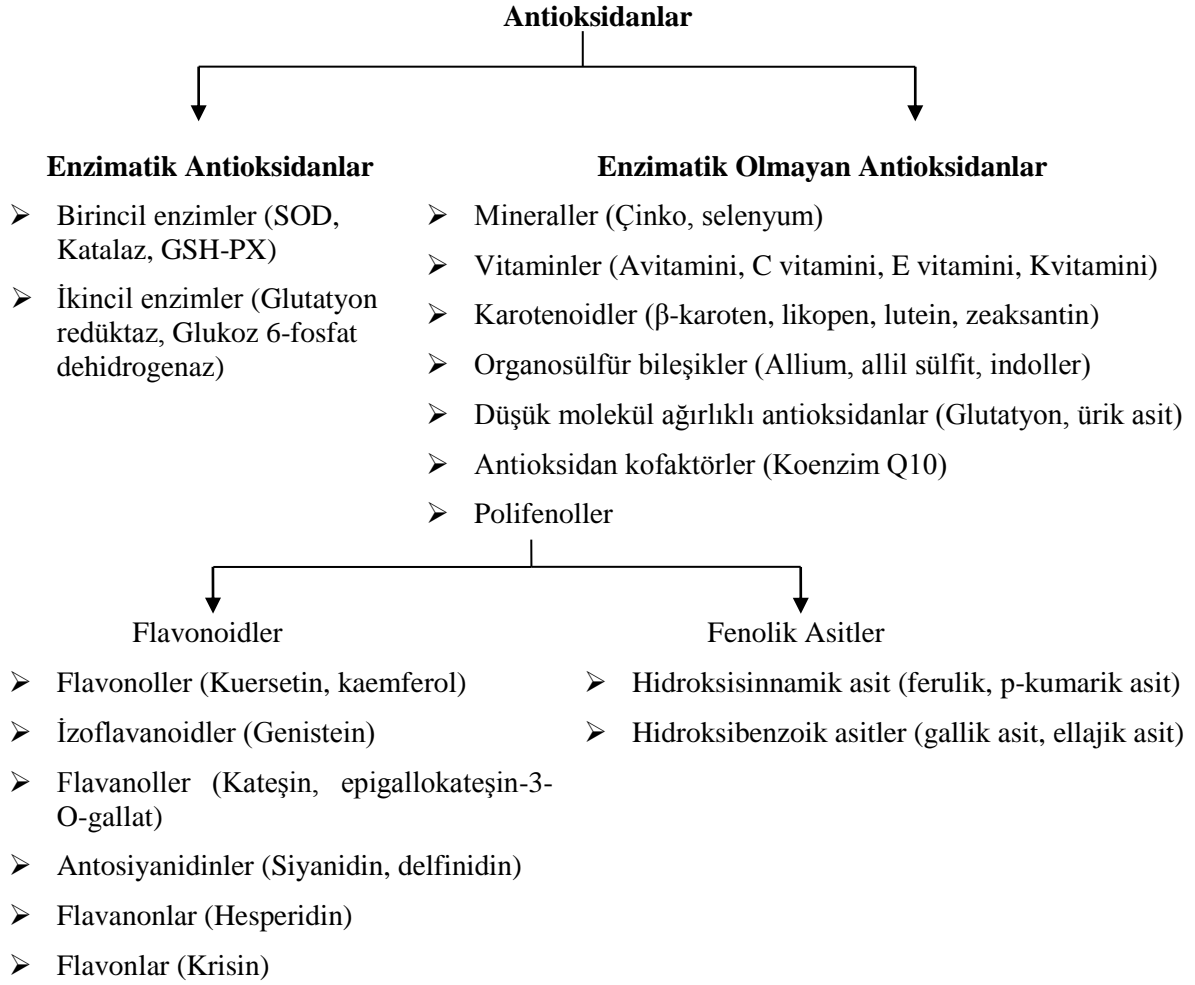 Antioksidanlar
Enzimatik Antioksidanlar
Birincil enzimler (SOD,
Katalaz, GSH-PX)
İkincil enzimler (Glutatyon
redüktaz, Glukoz 6-fosfat
dehidrogenaz)
Enzimatik Olmayan Antioksidanlar
Mineraller (Çinko, selenyum)
Vitaminler (Avitamini, C vitamini, E vitamini, Kvitamini)
Karotenoidler (β-karoten, likopen, lutein, zeaksantin)
Organosülfür bileşikler (Allium, allil sülfit, indoller)
Düşük molekül ağırlıklı antioksidanlar (Glutatyon, ürik asit)
Antioksidan kofaktörler (Koenzim Q10)
Polifenoller
Flavonoidler
Flavonoller (Kuersetin, kaemferol)
İzoflavanoidler (Genistein)
Flavanoller (Kateşin, epigallokateşin-3-
O-gallat)
Antosiyanidinler (Siyanidin, delfinidin)
Flavanonlar (Hesperidin)
Flavonlar (Krisin)
Fenolik Asitler
Hidroksisinnamik asit (ferulik, p-kumarik asit)
Hidroksibenzoik asitler (gallik asit, ellajik asit)